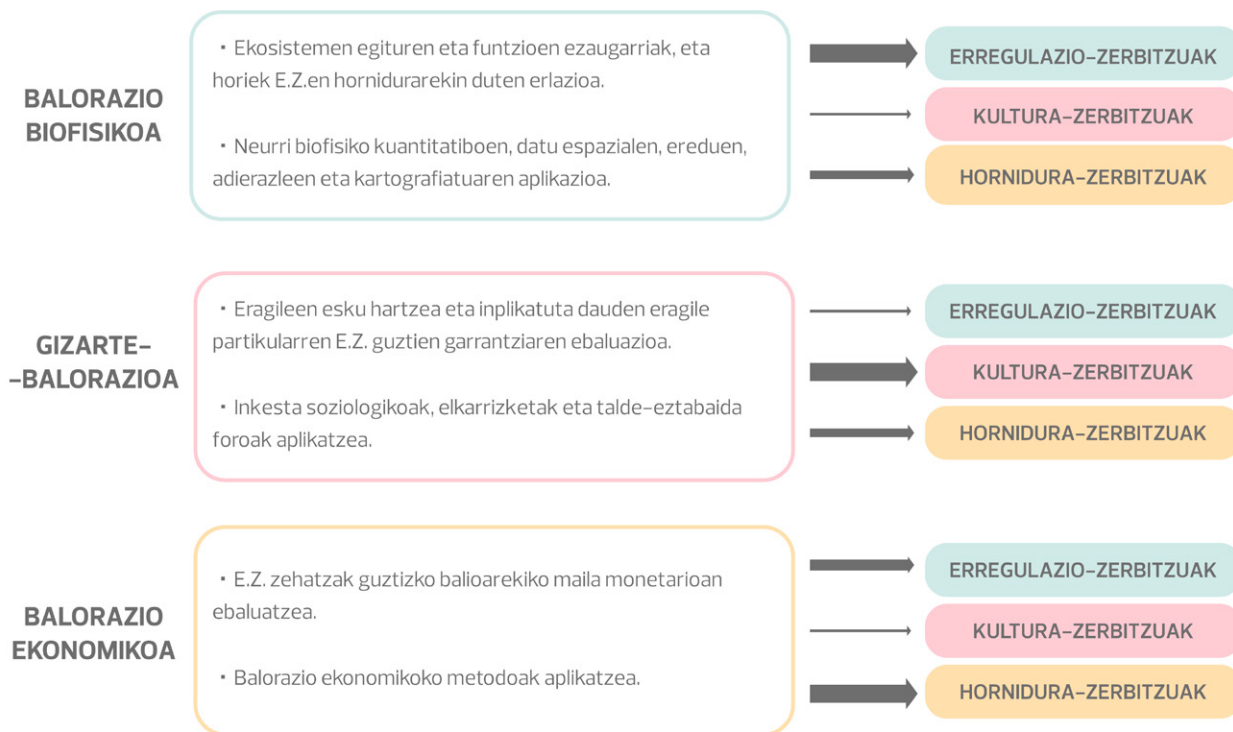 BALORAZIO
BIOFISIKOA
· Ekosistemen egituren eta funtzioen ezaugarriak, eta
horiek E.Z.en hornidurarekin duten erlazioa.
· Neurri biofisiko kuantitatiboen, datu espazialen, ereduen,
adierazleen eta kartografiatuaren aplikazioa.
ERREGULAZIO-ZERBITZUAK
KULTURA-ZERBITZUAK
HORNIDURA-ZERBITZUAK
GIZARTE-
-BALORAZIOA
· Eragileen esku hartzea eta inplikatuta dauden eragile
partikularren E.Z. guztien garrantziaren ebaluazioa.
· Inkesta soziologikoak, elkarrizketak eta talde-eztabaida
foroak aplikatzea.
ERREGULAZIO-ZERBITZUAK
KULTURA-ZERBITZUAK
HORNIDURA-ZERBITZUAK
BALORAZIO
EKONOMIKOA
· E.Z. zehatzak guztizko balioarekiko maila monetarioan
ebaluatzea.
· Balorazio ekonomikoko metodoak aplikatzea.
ERREGULAZIO-ZERBITZUAK
KULTURA-ZERBITZUAK
HORNIDURA-ZERBITZUAK